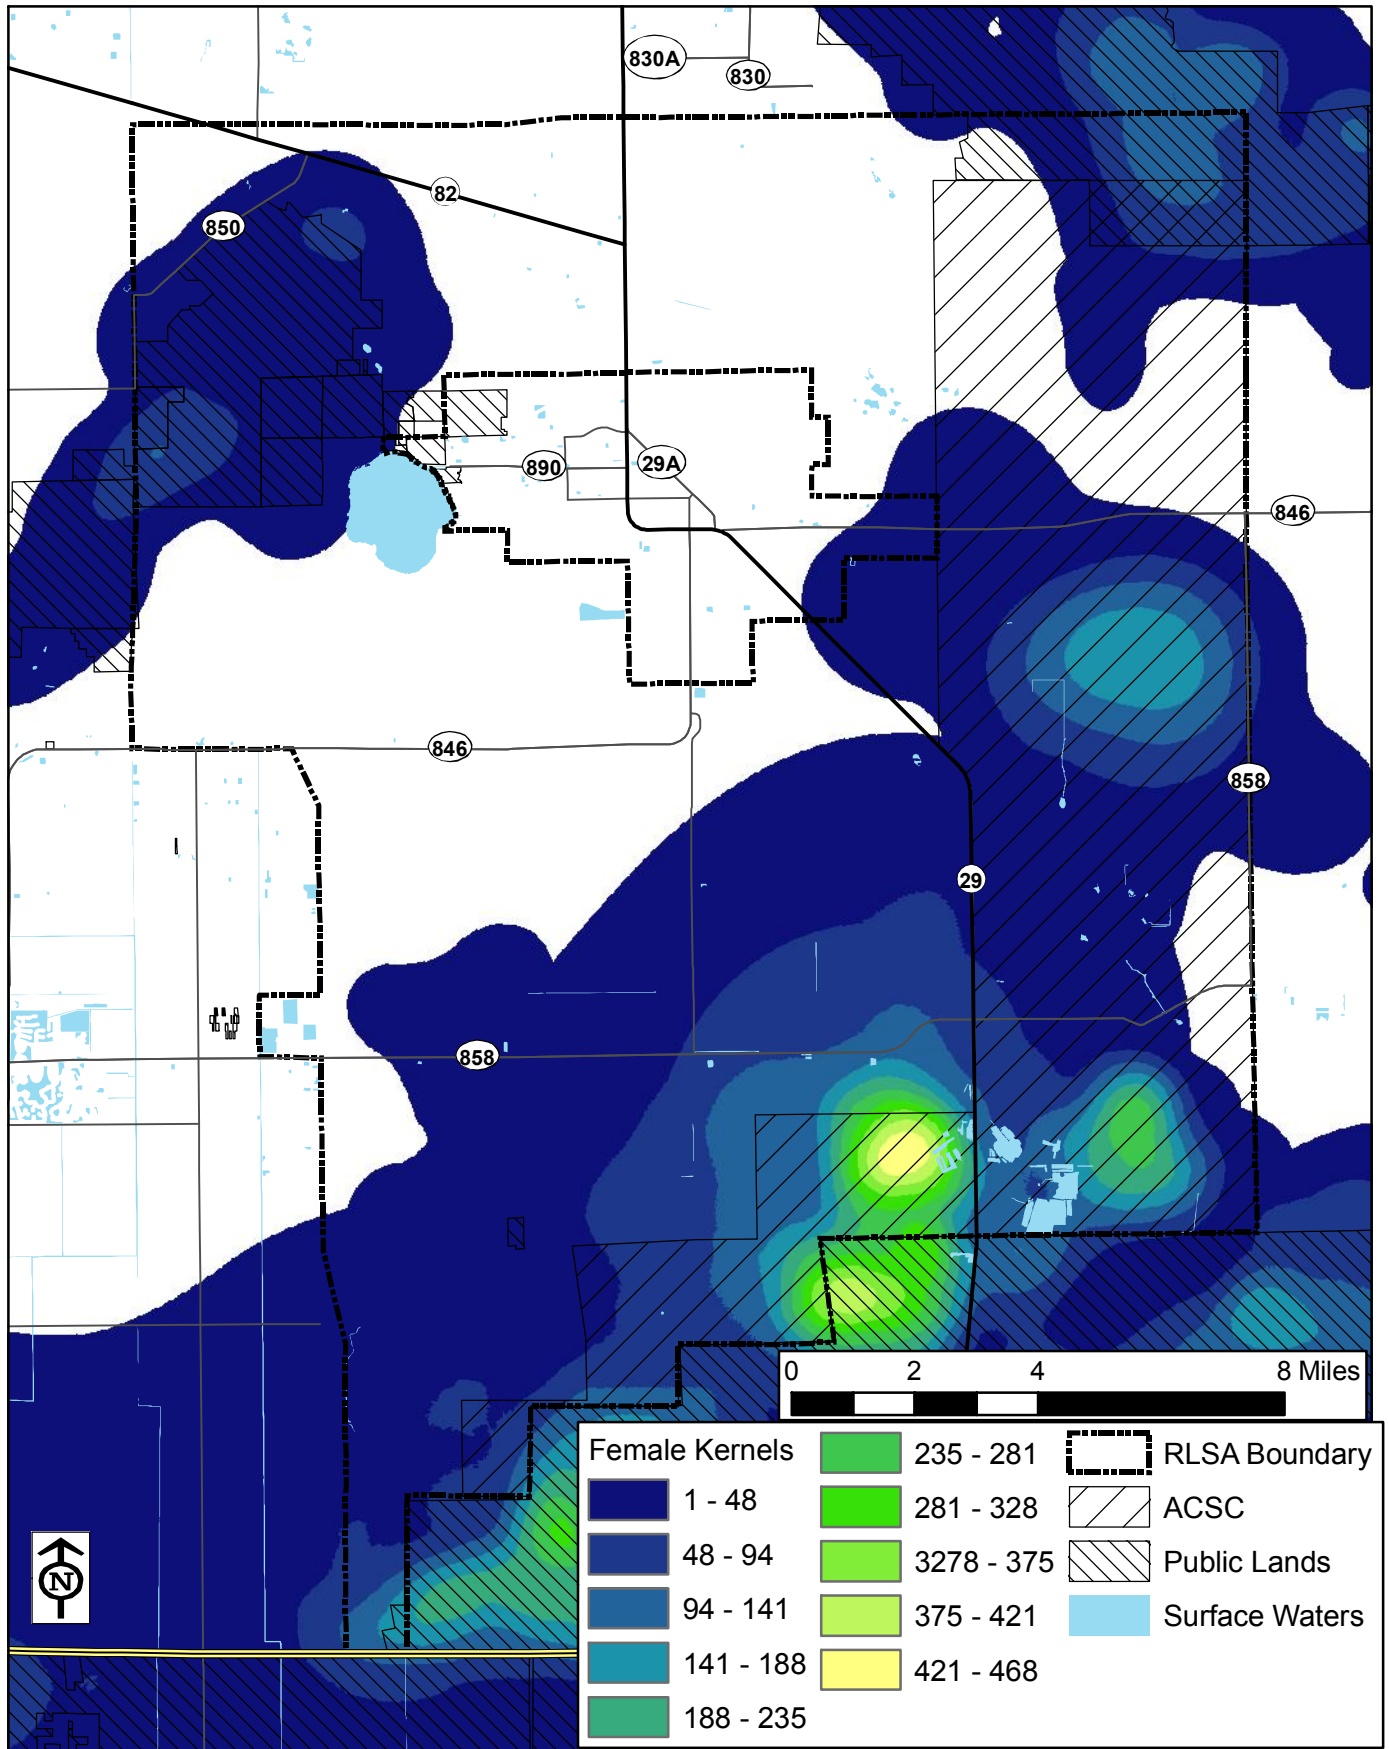 830A
830
82
850
890
29A
846
846
858
29
858
0 2 4 8 Miles
Female Kernels
1 - 48
48 - 94
94 - 141
141 - 188
188 - 235
235 - 281
281 - 328
3278 - 375
375 - 421
421 - 468
RLSA Boundary
ACSC
Public Lands
Surface Waters
N